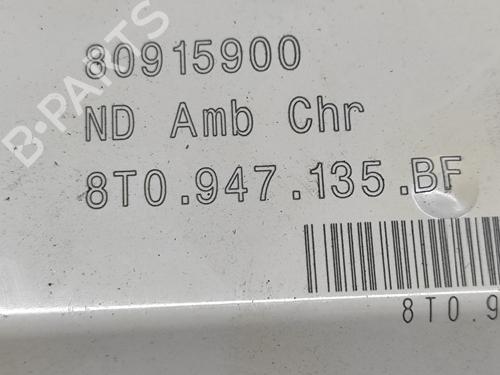 80915900
ND Amb Chr
8T0.947.135.BF
8T0.9
B-PARTS